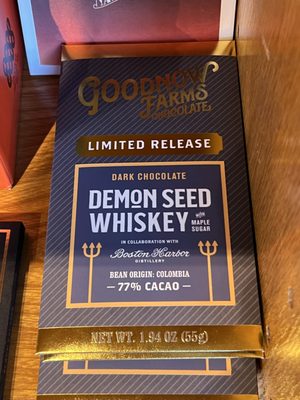 GOODNOW
FARMS
CHOCOLATE
LIMITED RELEASE
DARK CHOCOLATE
DEMON SEED
WHISKEY WITH MAPLE SUGAR
IN COLLABORATION WITH
Boston Harbor
DISTILLERY
BEAN ORIGIN: COLOMBIA
77% CACAO
NET WT. 1.94 OZ (55g)